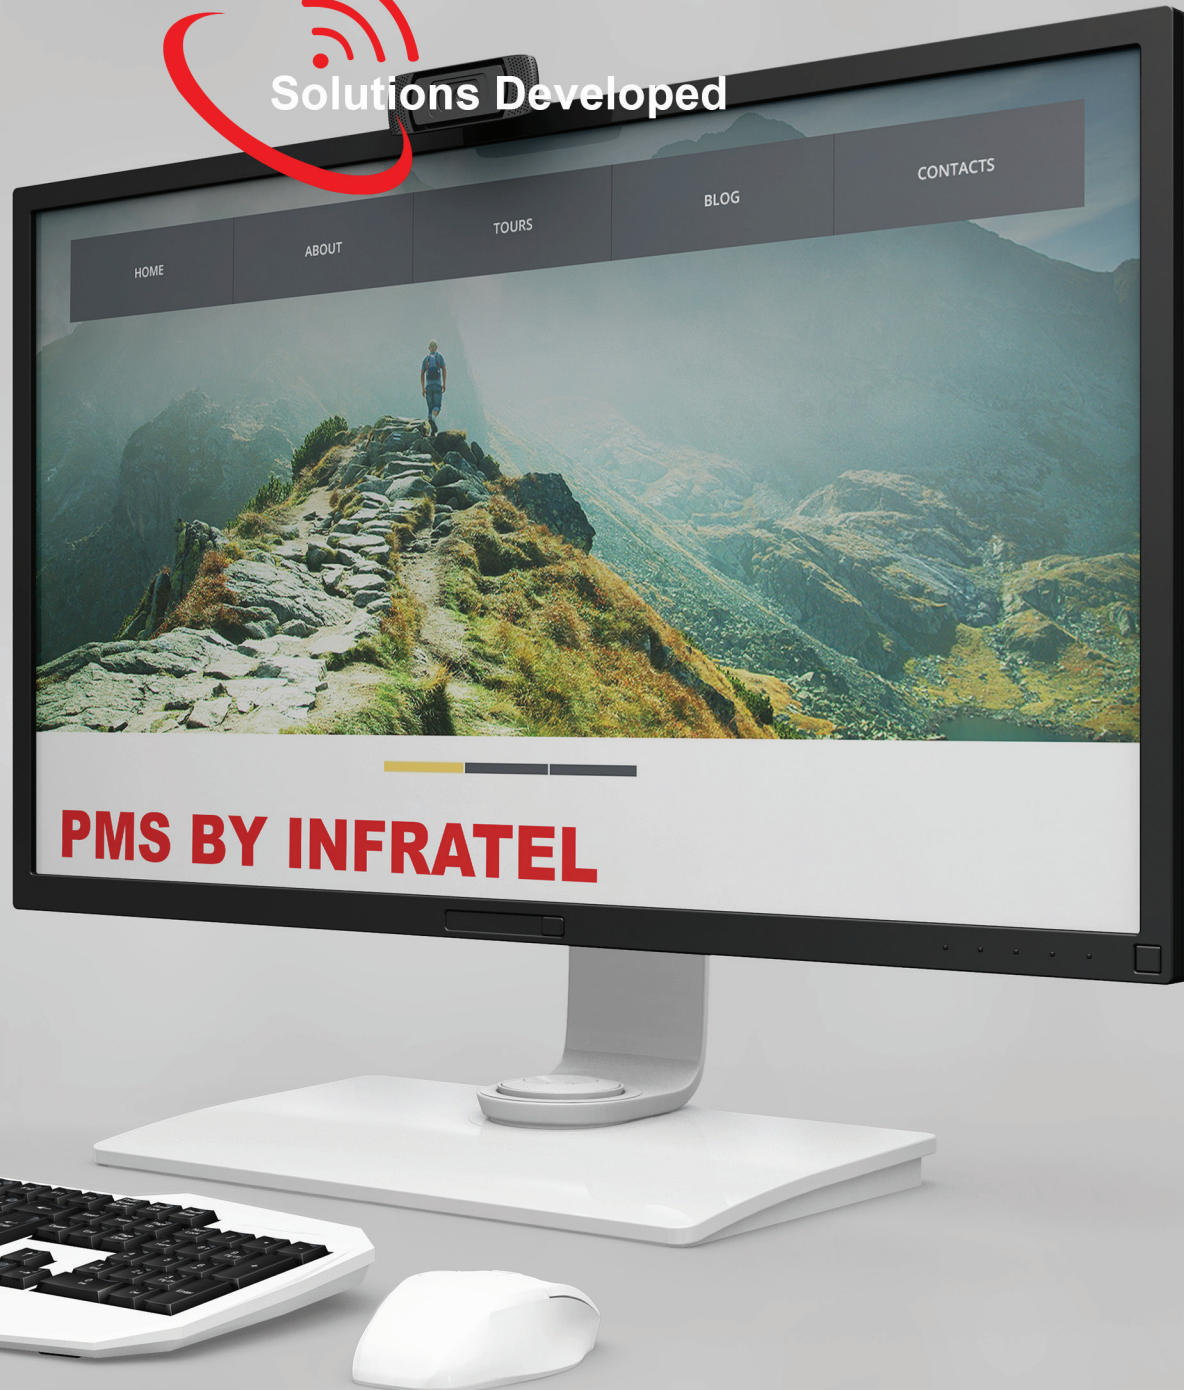 Solutions Developed
HOME
ABOUT
TOURS
BLOG
CONTACTS
PMS BY INFRATEL